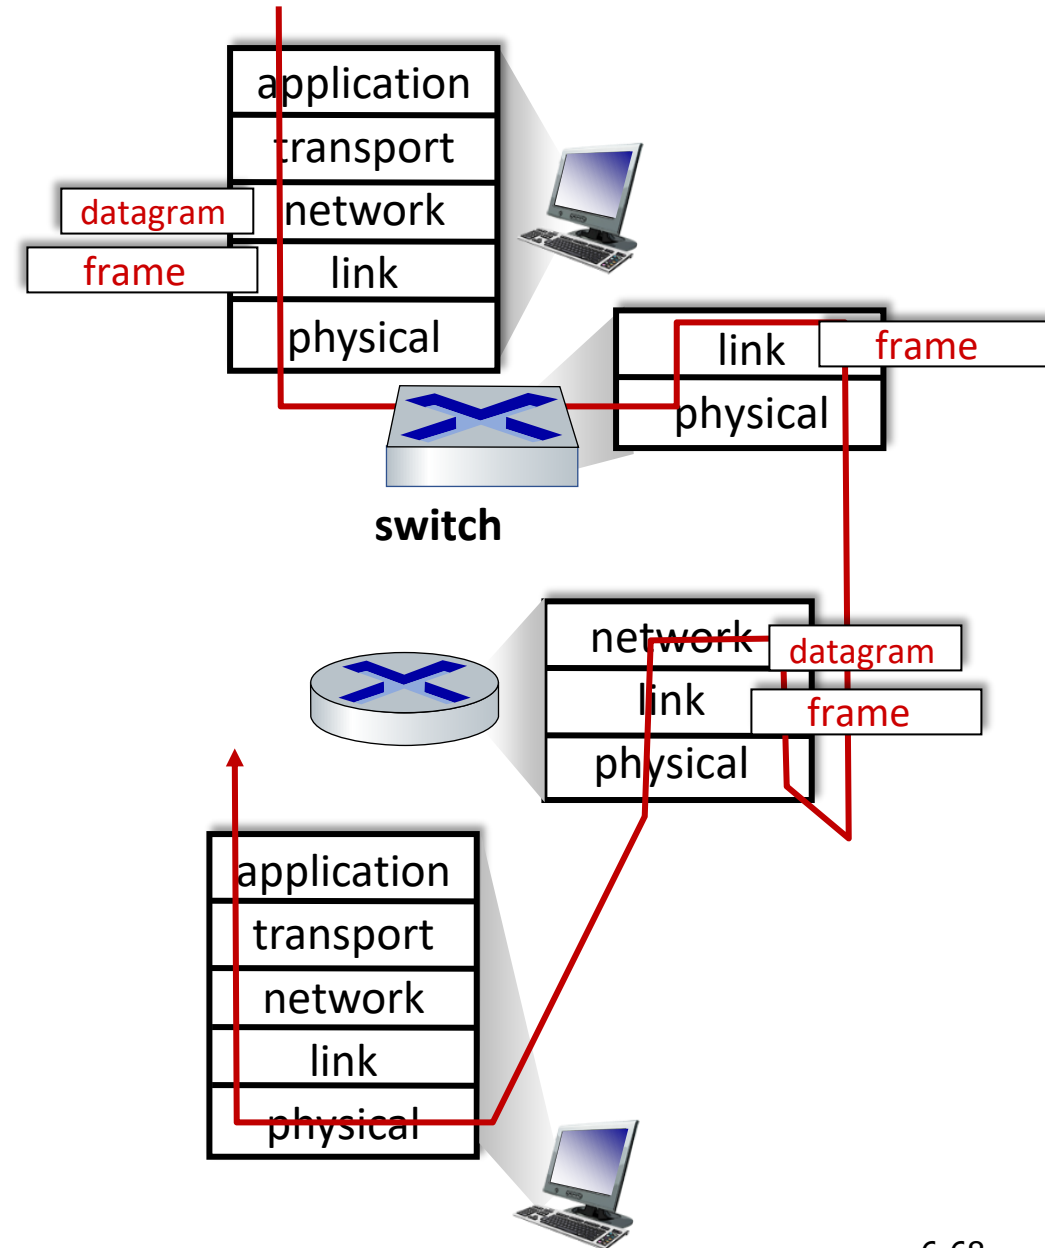 application
transport
datagram
network
frame
link
physical
link
frame
physical
switch
network
datagram
link
frame
physical
application
transport
network
link
physical